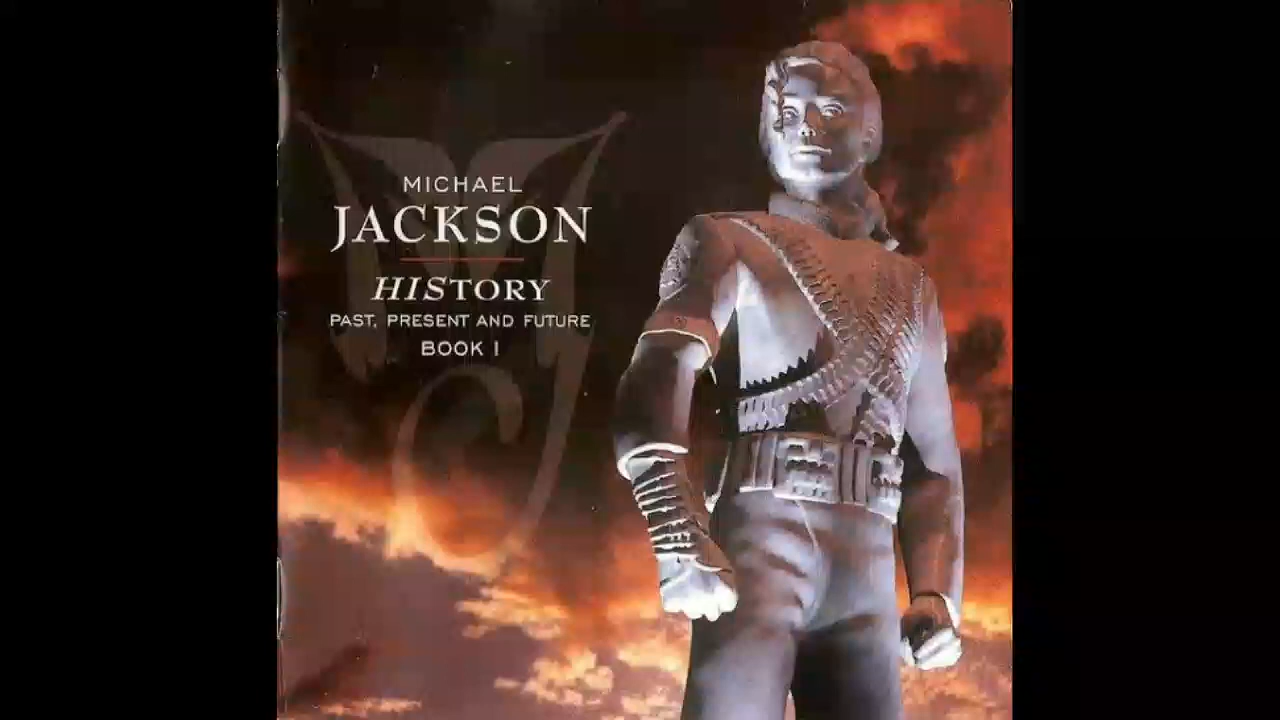 MICHAEL
JACKSON
HISTORY
PAST, PRESENT AND FUTURE
BOOK I